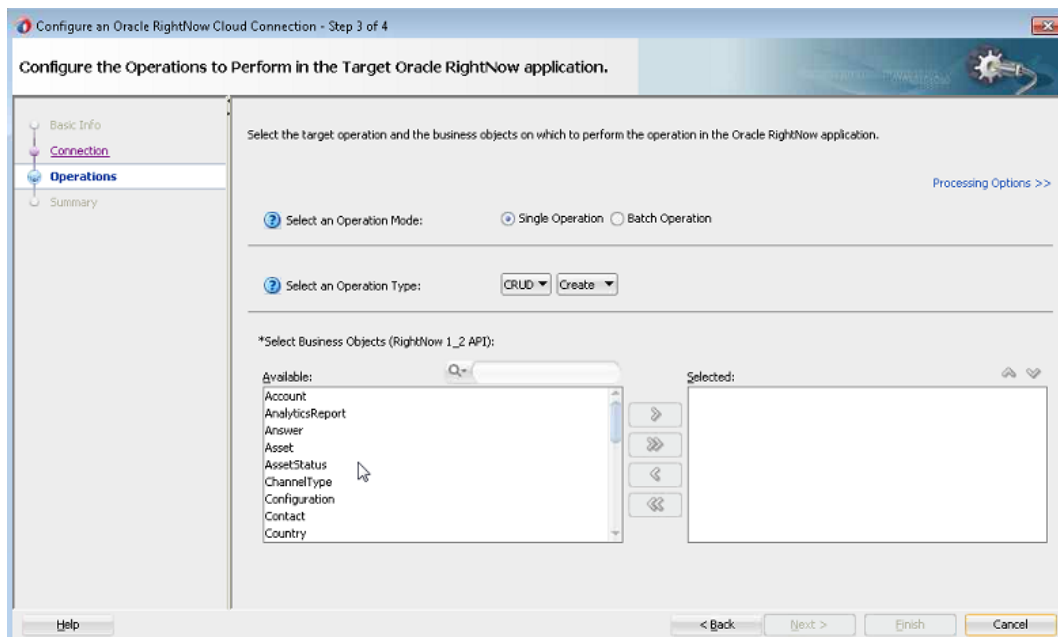 Configure an Oracle RightNow Cloud Connection - Step 3 of 4
Configure the Operations to Perform in the Target Oracle RightNow application.
Basic Info
Connection
Operations
Summary
Select the target operation and the business objects on which to perform the operation in the Oracle RightNow application.
Processing Options >>
Select an Operation Mode: Single Operation Batch Operation
Select an Operation Type: CRUD Create
*Select Business Objects (RightNow 1_2 API):
Available: Selected:
Account
AnalyticsReport
Answer
Asset
AssetStatus
ChannelType
Configuration
Contact
Country
Help < Back Next > Finish Cancel